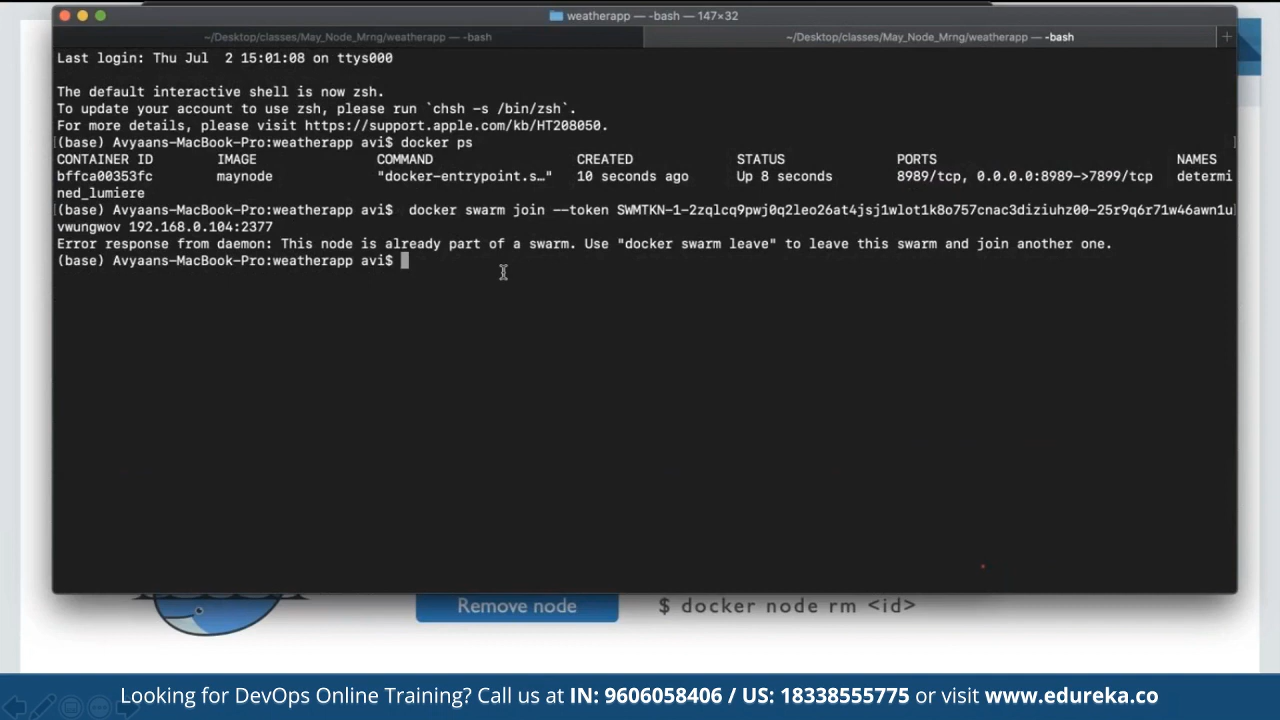 weatherapp — -bash — 147×32
~/Desktop/classes/May_Node_Mrng/weatherapp — -bash
~/Desktop/classes/May_Node_Mrng/weatherapp — -bash
Last login: Thu Jul  2 15:01:08 on ttys000
The default interactive shell is now zsh.
To update your account to use zsh, please run `chsh -s /bin/zsh`.
For more details, please visit https://support.apple.com/kb/HT208050.
(base) Avyaans-MacBook-Pro:weatherapp avi$ docker ps
CONTAINER ID        IMAGE               COMMAND                  CREATED             STATUS              PORTS                              NAMES
bffca00353fc        maynode             "docker-entrypoint.s…"   10 seconds ago      Up 8 seconds        8989/tcp, 0.0.0.0:8989->7899/tcp   determi
ned_lumiere
(base) Avyaans-MacBook-Pro:weatherapp avi$  docker swarm join --token SWMTKN-1-2zqlcq9pwj0q2leo26at4jsj1wlot1k8o757cnac3diziuhz00-25r9q6r71w46awn1u
vwungwov 192.168.0.104:2377
Error response from daemon: This node is already part of a swarm. Use "docker swarm leave" to leave this swarm and join another one.
(base) Avyaans-MacBook-Pro:weatherapp avi$
Remove node
$ docker node rm <id>
Looking for DevOps Online Training? Call us at IN: 9606058406 / US: 18338555775 or visit www.edureka.co